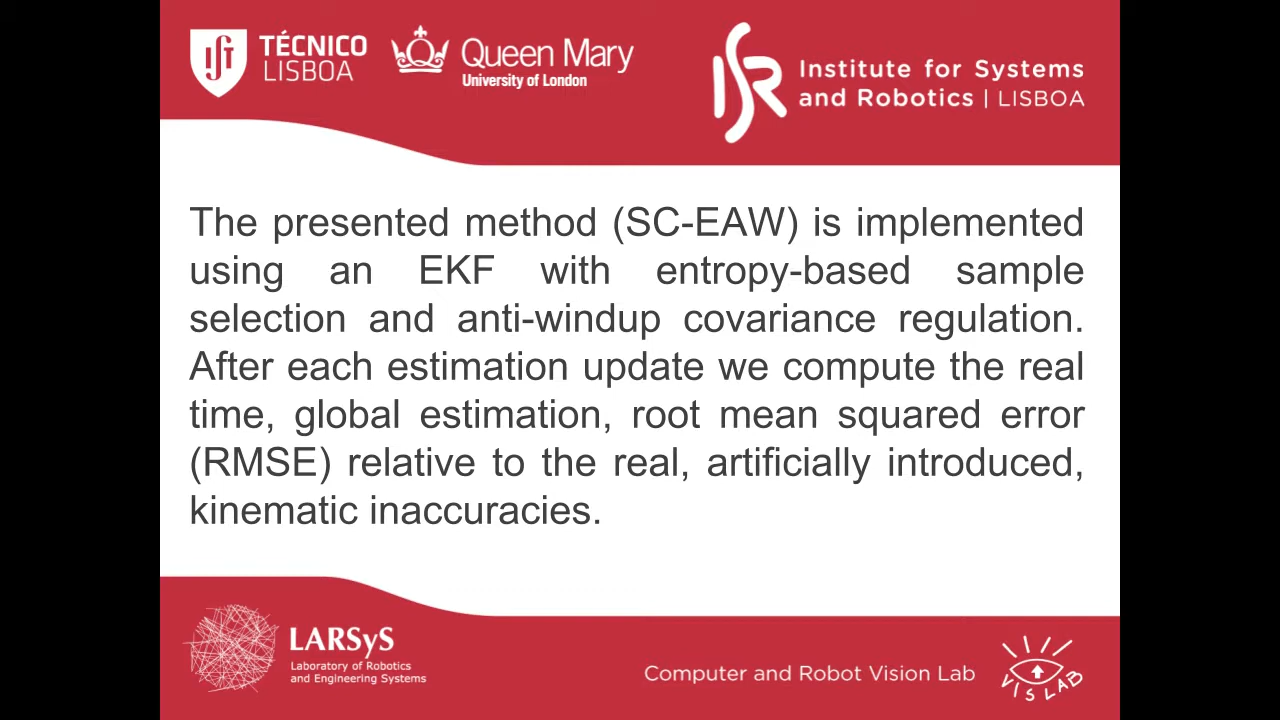 TÉCNICO
LISBOA
Queen Mary
University of London
Institute for Systems
and Robotics | LISBOA
The presented method (SC-EAW) is implemented
using an EKF with entropy-based sample
selection and anti-windup covariance regulation.
After each estimation update we compute the real
time, global estimation, root mean squared error
(RMSE) relative to the real, artificially introduced,
kinematic inaccuracies.
LARSyS
Laboratory of Robotics
and Engineering Systems
Computer and Robot Vision Lab
VISLAB